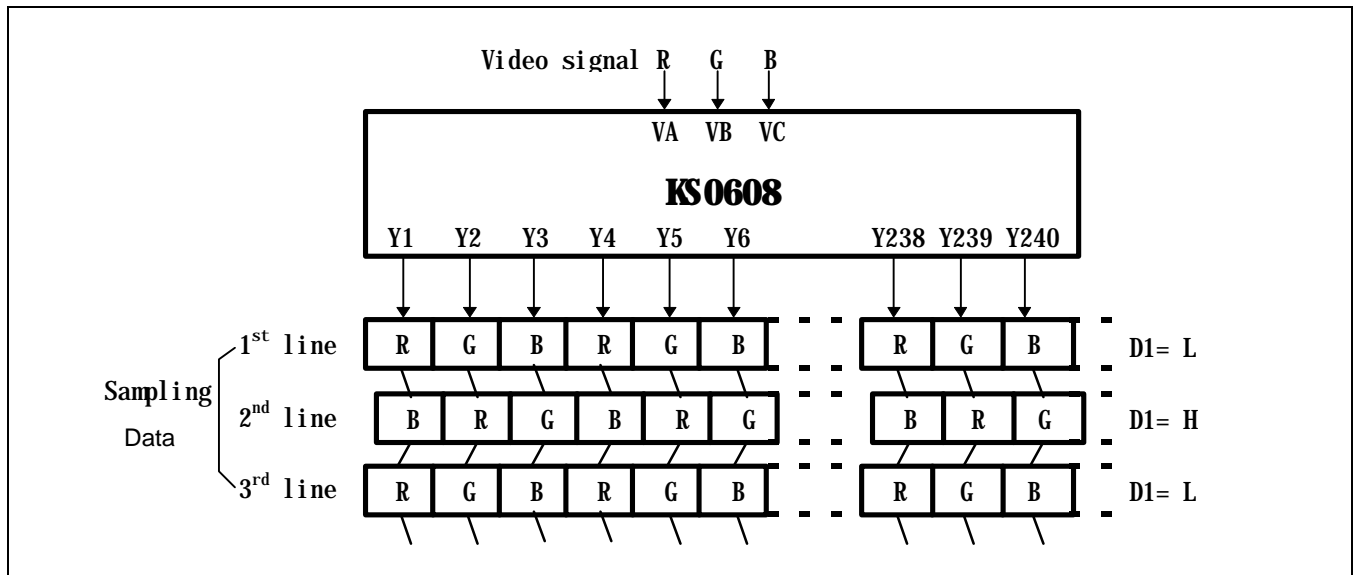 Video signal R G B
VA VB VC
KS0608
Y1 Y2 Y3 Y4 Y5 Y6 Y238 Y239 Y240
Sampling Data
1st line R G B R G B R G B D1= L
2nd line B R G B R G B R G D1= H
3rd line R G B R G B R G B D1= L